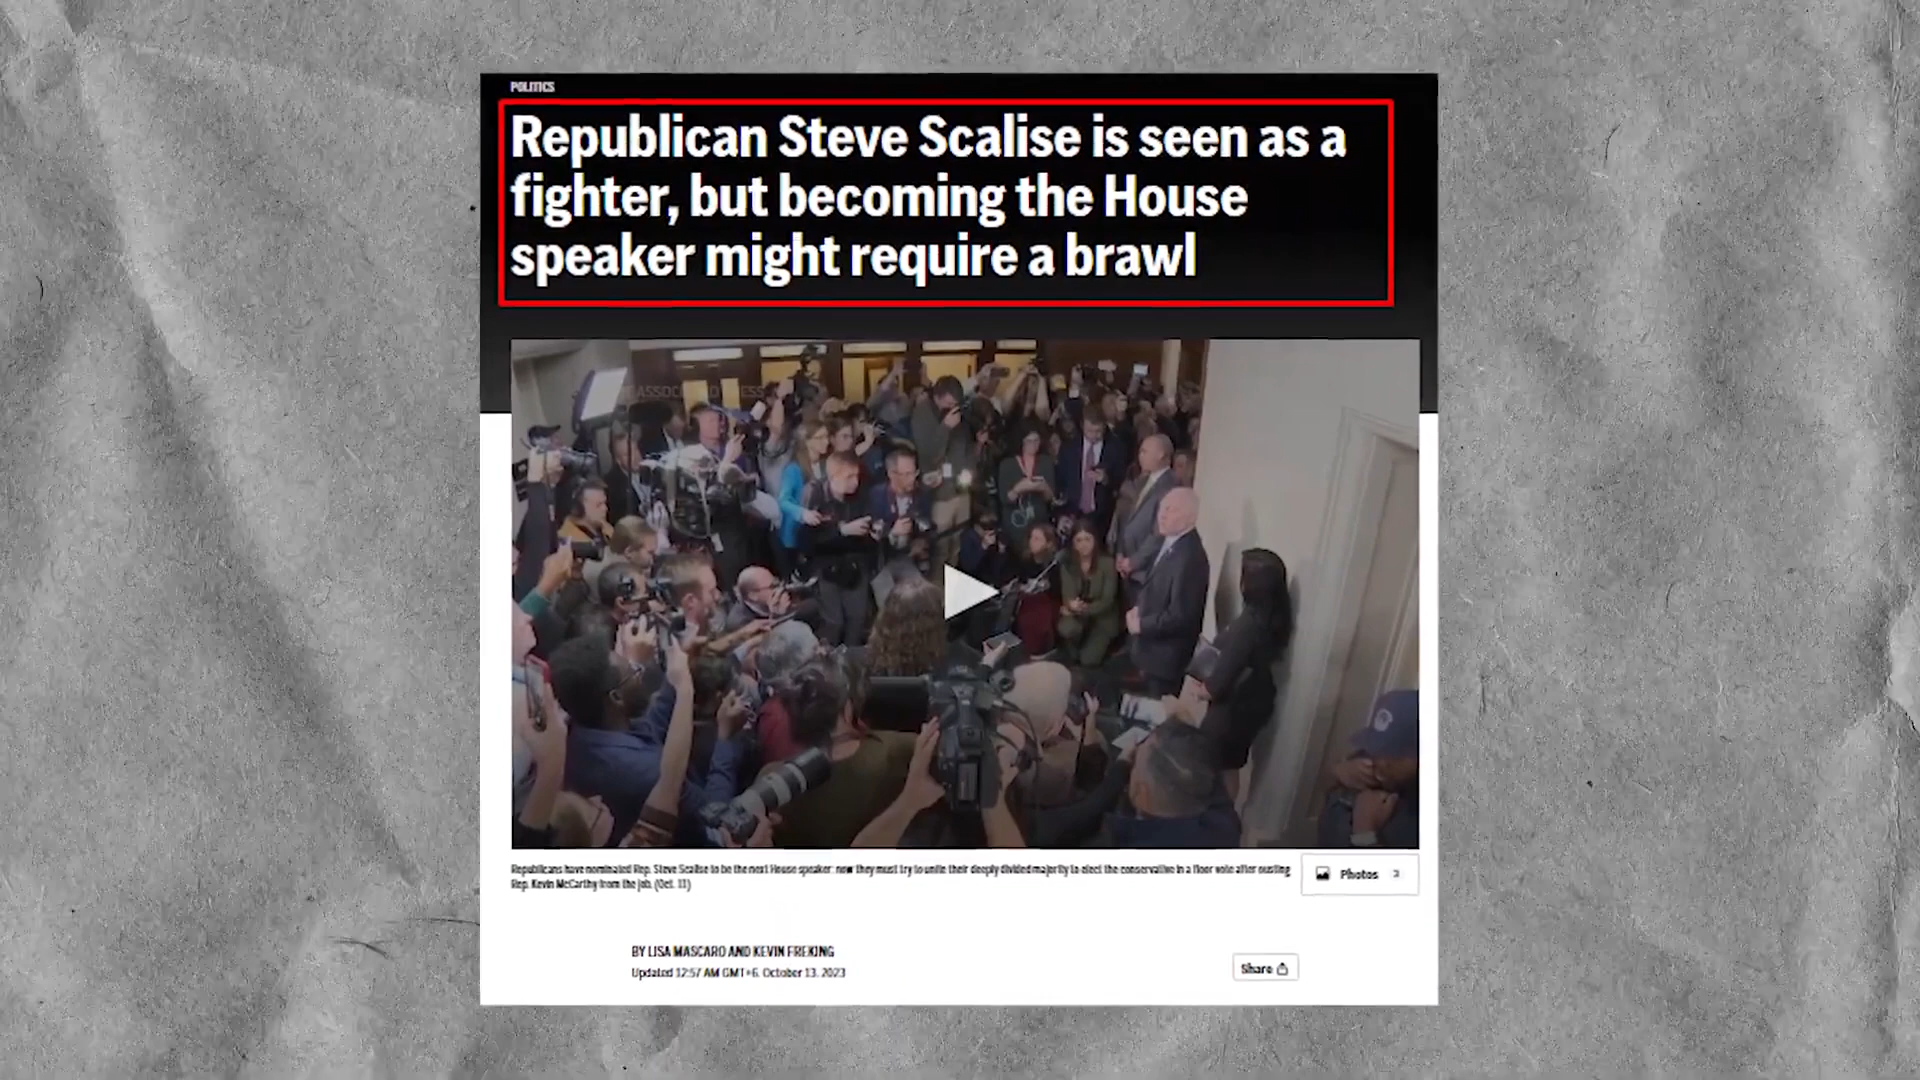 POLITICS
Republican Steve Scalise is seen as a
fighter, but becoming the House
speaker might require a brawl
Republicans have nominated Rep. Steve Scalise to be the next House speaker: now they must try to unite their deeply divided majority to elect the conservative in a floor vote after ousting
Rep. Kevin McCarthy from the job. (Oct. 11)
Photos 3
BY LISA MASCARO AND KEVIN FREKING
Updated 12:57 AM GMT+6, October 13, 2023
Share